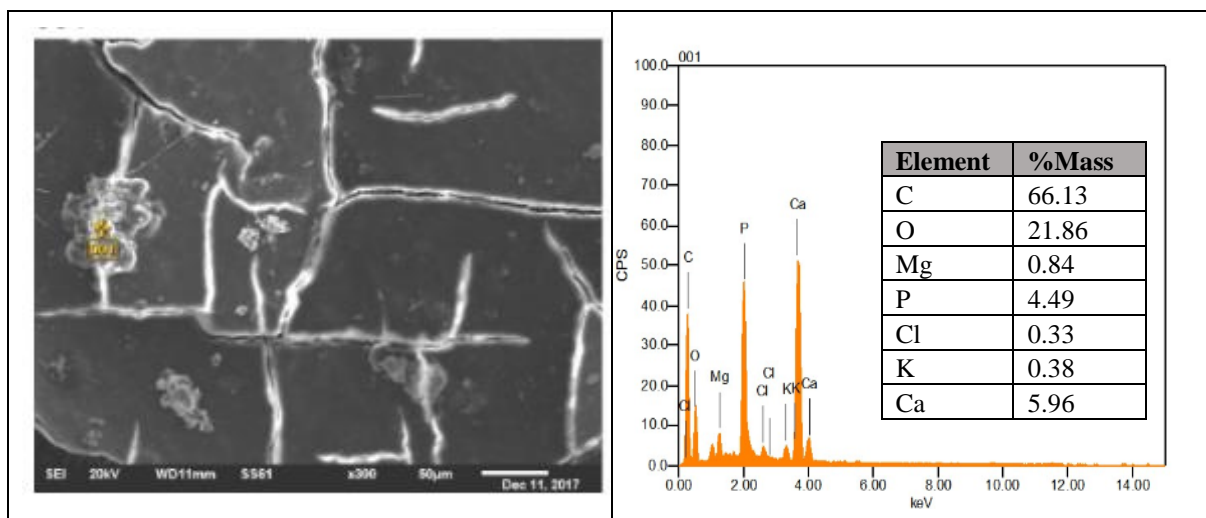 001
SEI 20kV WD11mm SS61 x390 50µm
Dec 11, 2017
001
CPS
100.0
90.0
80.0
70.0
60.0
50.0
40.0
30.0
20.0
10.0
0.0
C
Cl
O
Mg
P
Cl
Cl
K
K
Ca
Ca
0.00 2.00 4.00 6.00 8.00 10.00 12.00 14.00
keV
Element %Mass
C 66.13
O 21.86
Mg 0.84
P 4.49
Cl 0.33
K 0.38
Ca 5.96